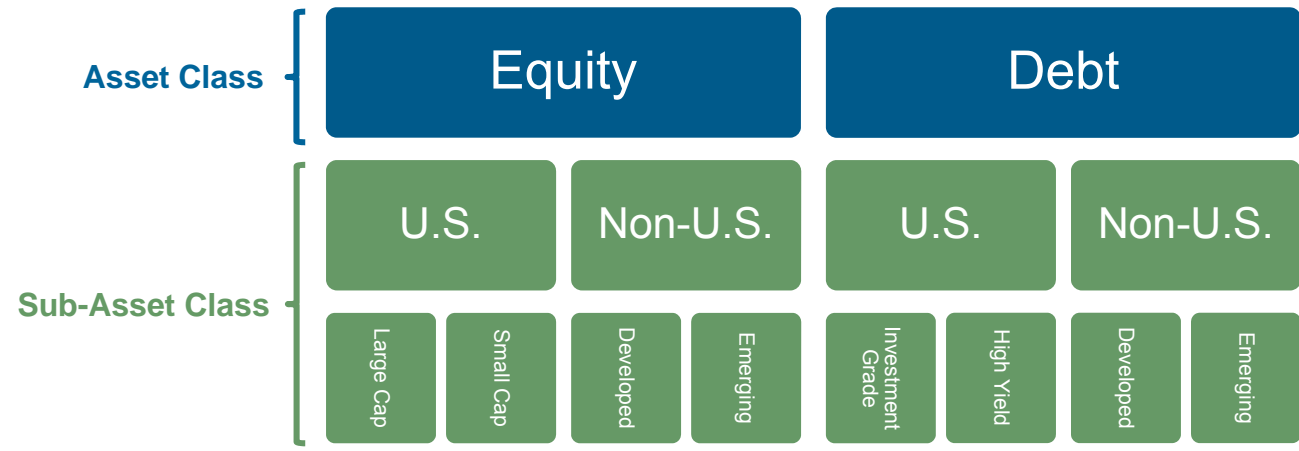 Asset Class
Equity
Debt
Sub-Asset Class
U.S.
Non-U.S.
U.S.
Non-U.S.
Large Cap
Small Cap
Developed
Emerging
Investment
Grade
High Yield
Developed
Emerging